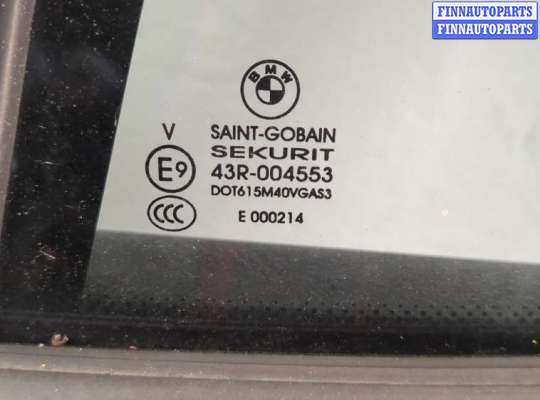 FINNAUTOPARTS
FINNAUTOPARTS
BMW
V
SAINT-GOBAIN
SEKURIT
E9
43R-004553
DOT615M40VGAS3
CCC
E 000214